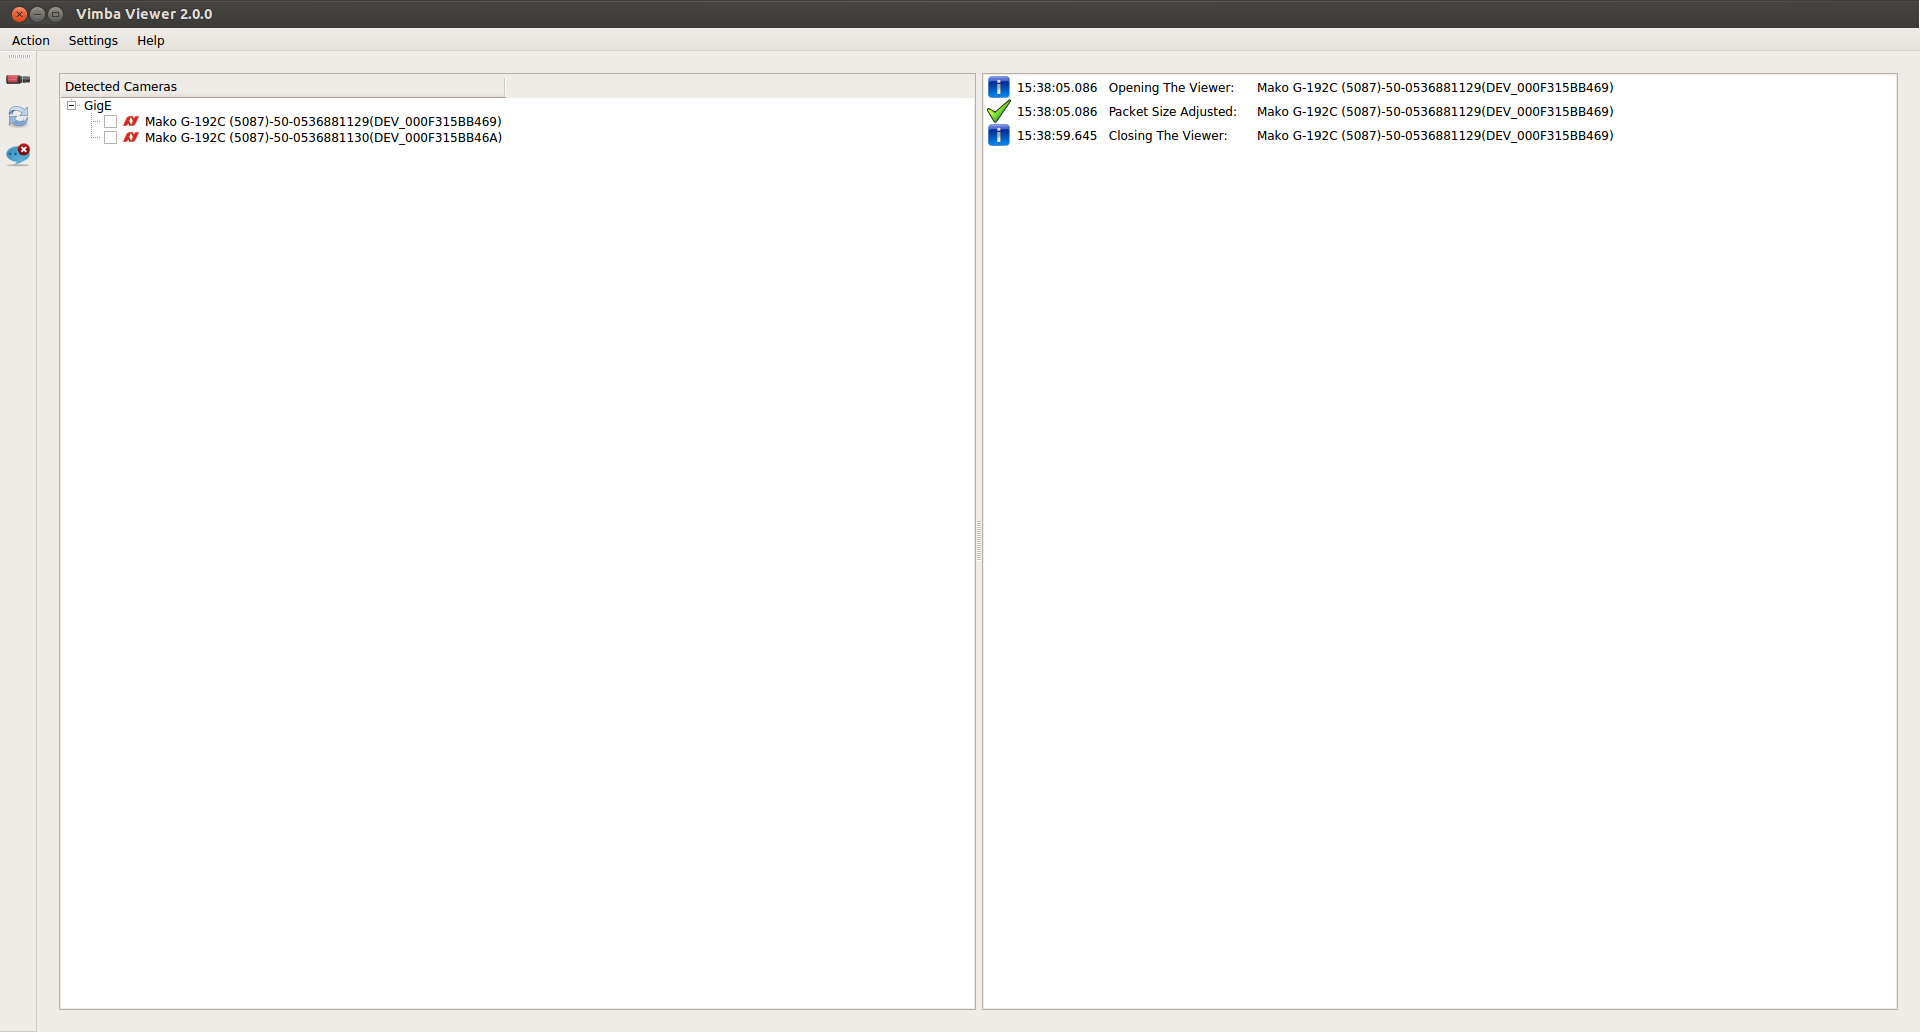 Vimba Viewer 2.0.0
Action Settings Help
Detected Cameras
GigE
Mako G-192C (5087)-50-0536881129(DEV_000F315BB469)
Mako G-192C (5087)-50-0536881130(DEV_000F315BB46A)
15:38:05.086 Opening The Viewer: Mako G-192C (5087)-50-0536881129(DEV_000F315BB469)
15:38:05.086 Packet Size Adjusted: Mako G-192C (5087)-50-0536881129(DEV_000F315BB469)
15:38:59.645 Closing The Viewer: Mako G-192C (5087)-50-0536881129(DEV_000F315BB469)